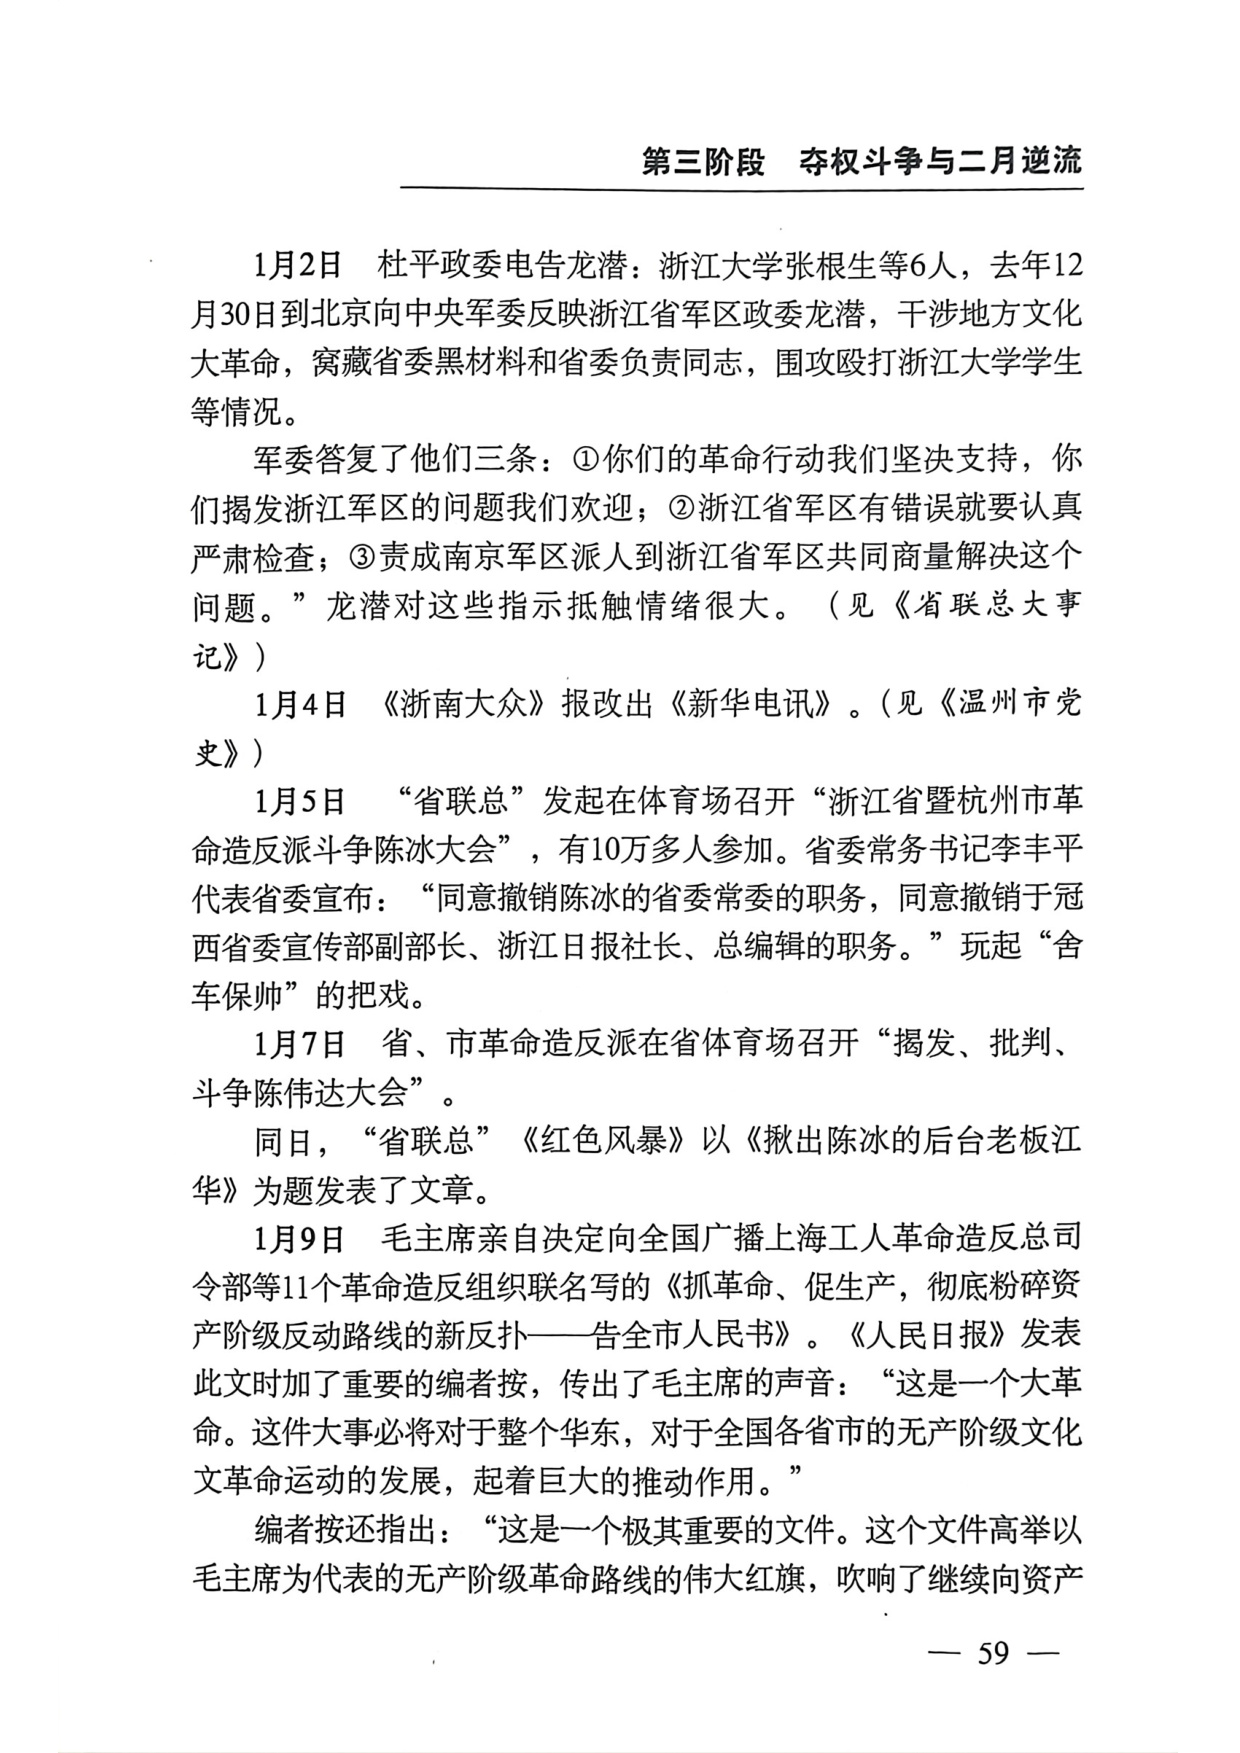 第三阶段　夺权斗争与二月逆流
1月2日　杜平政委电告龙潜：浙江大学张根生等6人，去年12
月30日到北京向中央军委反映浙江省军区政委龙潜，干涉地方文化
大革命，窝藏省委黑材料和省委负责同志，围攻殴打浙江大学学生
等情况。
军委答复了他们三条：①你们的革命行动我们坚决支持，你
们揭发浙江军区的问题我们欢迎；②浙江省军区有错误就要认真
严肃检查；③责成南京军区派人到浙江省军区共同商量解决这个
问题。”龙潜对这些指示抵触情绪很大。（见《省联总大事
记》）
1月4日　《浙南大众》报改出《新华电讯》。（见《温州市党
史》）
1月5日　“省联总”发起在体育场召开“浙江省暨杭州市革
命造反派斗争陈冰大会”，有10万多人参加。省委常务书记李丰平
代表省委宣布：“同意撤销陈冰的省委常委的职务，同意撤销于冠
西省委宣传部副部长、浙江日报社长、总编辑的职务。”玩起“舍
车保帅”的把戏。
1月7日　省、市革命造反派在省体育场召开“揭发、批判、
斗争陈伟达大会”。
同日，“省联总”《红色风暴》以《揪出陈冰的后台老板江
华》为题发表了文章。
1月9日　毛主席亲自决定向全国广播上海工人革命造反总司
令部等11个革命造反组织联名写的《抓革命、促生产，彻底粉碎资
产阶级反动路线的新反扑——告全市人民书》。《人民日报》发表
此文时加了重要的编者按，传出了毛主席的声音：“这是一个大革
命。这件大事必将对于整个华东，对于全国各省市的无产阶级文化
文革命运动的发展，起着巨大的推动作用。”
编者按还指出：“这是一个极其重要的文件。这个文件高举以
毛主席为代表的无产阶级革命路线的伟大红旗，吹响了继续向资产
— 59 —